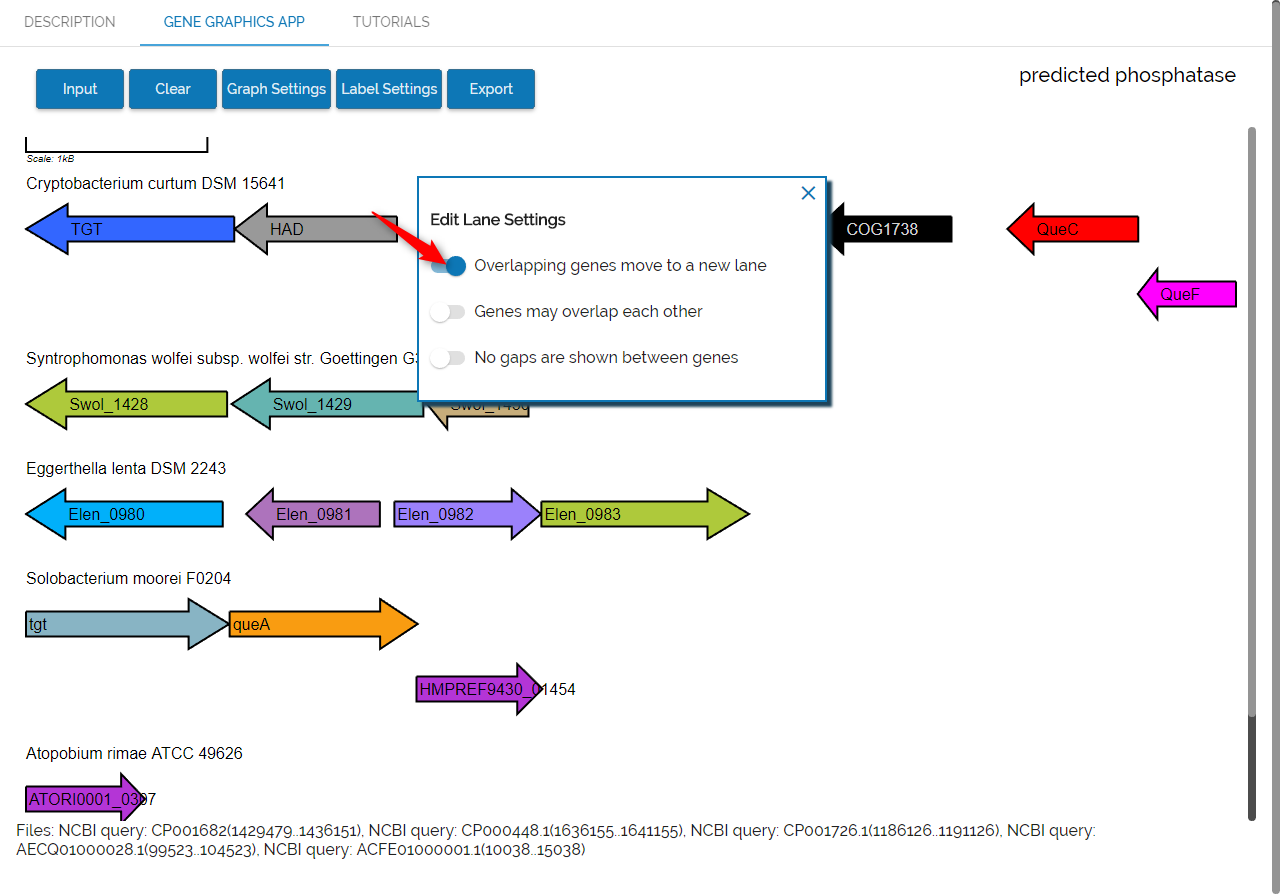 DESCRIPTION GENE GRAPHICS APP TUTORIALS
Input Clear Graph Settings Label Settings Export
predicted phosphatase
Scale: 1kB
Cryptobacterium curtum DSM 15641
TGT HAD COG1738 QueC
QueF
Edit Lane Settings
Overlapping genes move to a new lane
Genes may overlap each other
No gaps are shown between genes
Syntrophomonas wolfei subsp. wolfei str. Goettingen
Swol_1428 Swol_1429
Eggerthella lenta DSM 2243
Elen_0980 Elen_0981 Elen_0982 Elen_0983
Solobacterium moorei F0204
tgt queA
HMPREF9430_01454
Atopobium rimae ATCC 49626
ATORI0001_0397
Files: NCBI query: CP001682(1429479..1436151), NCBI query: CP000448.1(1636155..1641155), NCBI query: CP001726.1(1186126..1191126), NCBI query:
AECQ01000028.1(99523..104523), NCBI query: ACFE01000001.1(10038..15038)